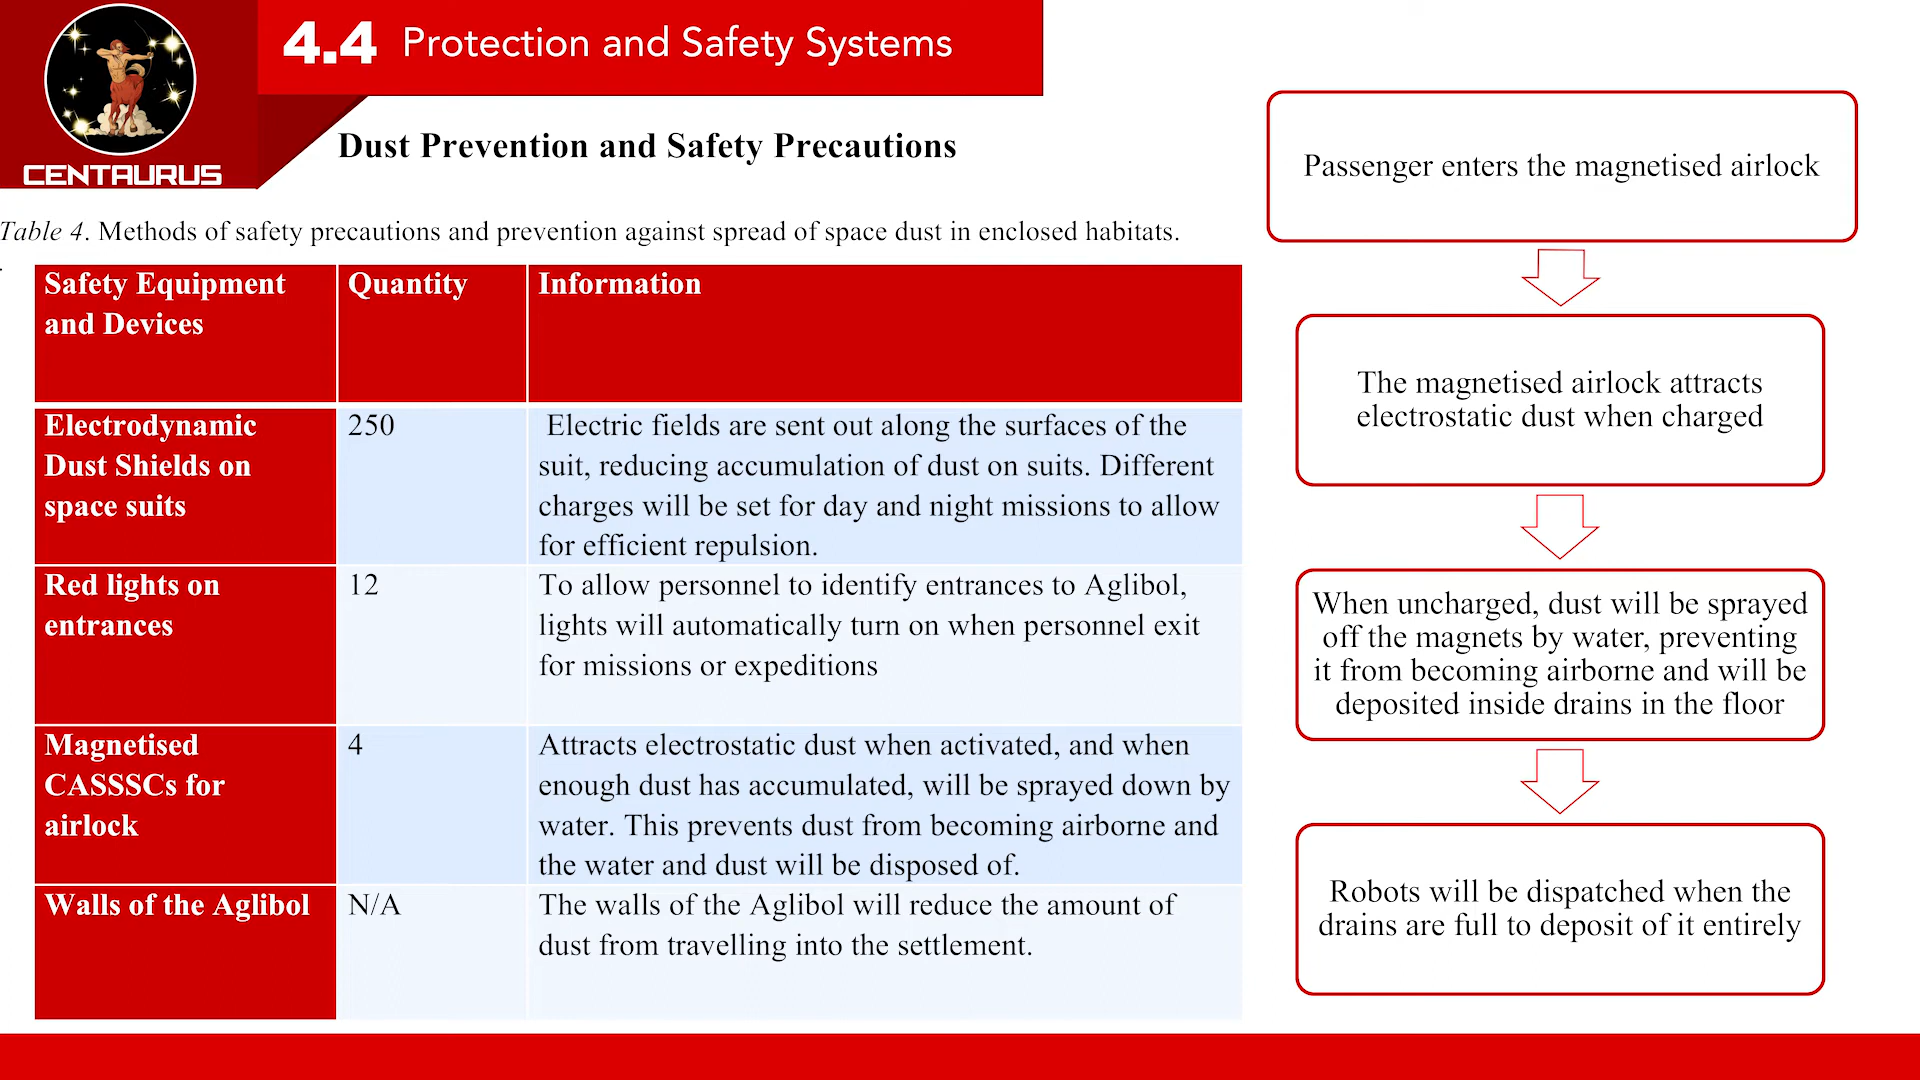 4.4 Protection and Safety Systems
CENTAURUS
Dust Prevention and Safety Precautions
Table 4. Methods of safety precautions and prevention against spread of space dust in enclosed habitats.
.
Safety Equipment
and Devices
Quantity
Information
Electrodynamic
Dust Shields on
space suits
250
Electric fields are sent out along the surfaces of the
suit, reducing accumulation of dust on suits. Different
charges will be set for day and night missions to allow
for efficient repulsion.
Red lights on
entrances
12
To allow personnel to identify entrances to Aglibol,
lights will automatically turn on when personnel exit
for missions or expeditions
Magnetised
CASSSCs for
airlock
4
Attracts electrostatic dust when activated, and when
enough dust has accumulated, will be sprayed down by
water. This prevents dust from becoming airborne and
the water and dust will be disposed of.
Walls of the Aglibol
N/A
The walls of the Aglibol will reduce the amount of
dust from travelling into the settlement.
Passenger enters the magnetised airlock
The magnetised airlock attracts
electrostatic dust when charged
When uncharged, dust will be sprayed
off the magnets by water, preventing
it from becoming airborne and will be
deposited inside drains in the floor
Robots will be dispatched when the
drains are full to deposit of it entirely